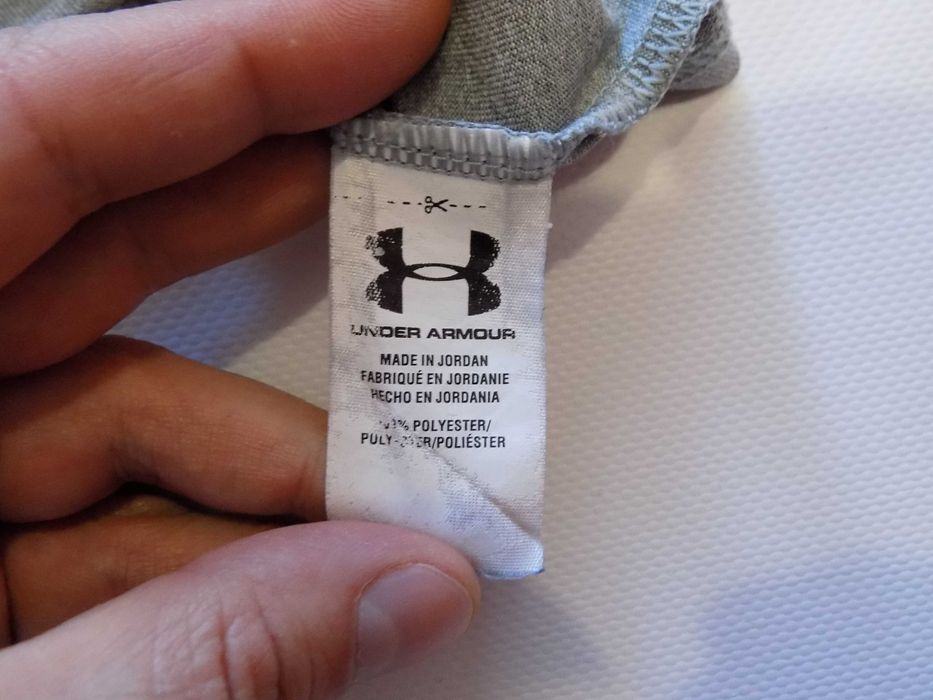 UNDER ARMOUR
MADE IN JORDAN
FABRIQUÉ EN JORDANIE
HECHO EN JORDANIA
POLYESTER/
/POLIÉSTER